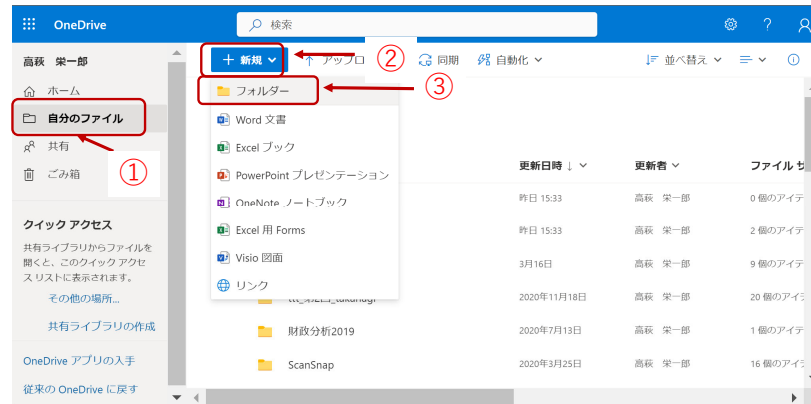 OneDrive
検索
?
高萩 栄一郎
ホーム
自分のファイル
共有
ごみ箱
①
クイック アクセス
共有ライブラリからファイルを
開くと、このクイック アクセ
ス リストに表示されます。
その他の場所...
共有ライブラリの作成
OneDrive アプリの入手
従来の OneDrive に戻す
+ 新規
アップロ
②
同期
自動化
並べ替え
フォルダー
③
Word 文書
Excel ブック
PowerPoint プレゼンテーション
OneNote ノートブック
Excel 用 Forms
Visio 図面
リンク
更新日時↓ 更新者 ファイル サ
昨日 15:33 高萩 栄一郎 0 個のアイテ
昨日 15:33 高萩 栄一郎 2 個のアイテ
3月16日 高萩 栄一郎 9 個のアイテ
2020年11月18日 高萩 栄一郎 20 個のアイテ
財政分析2019 2020年7月13日 高萩 栄一郎 1 個のアイテ
ScanSnap 2020年3月25日 高萩 栄一郎 16 個のアイテ